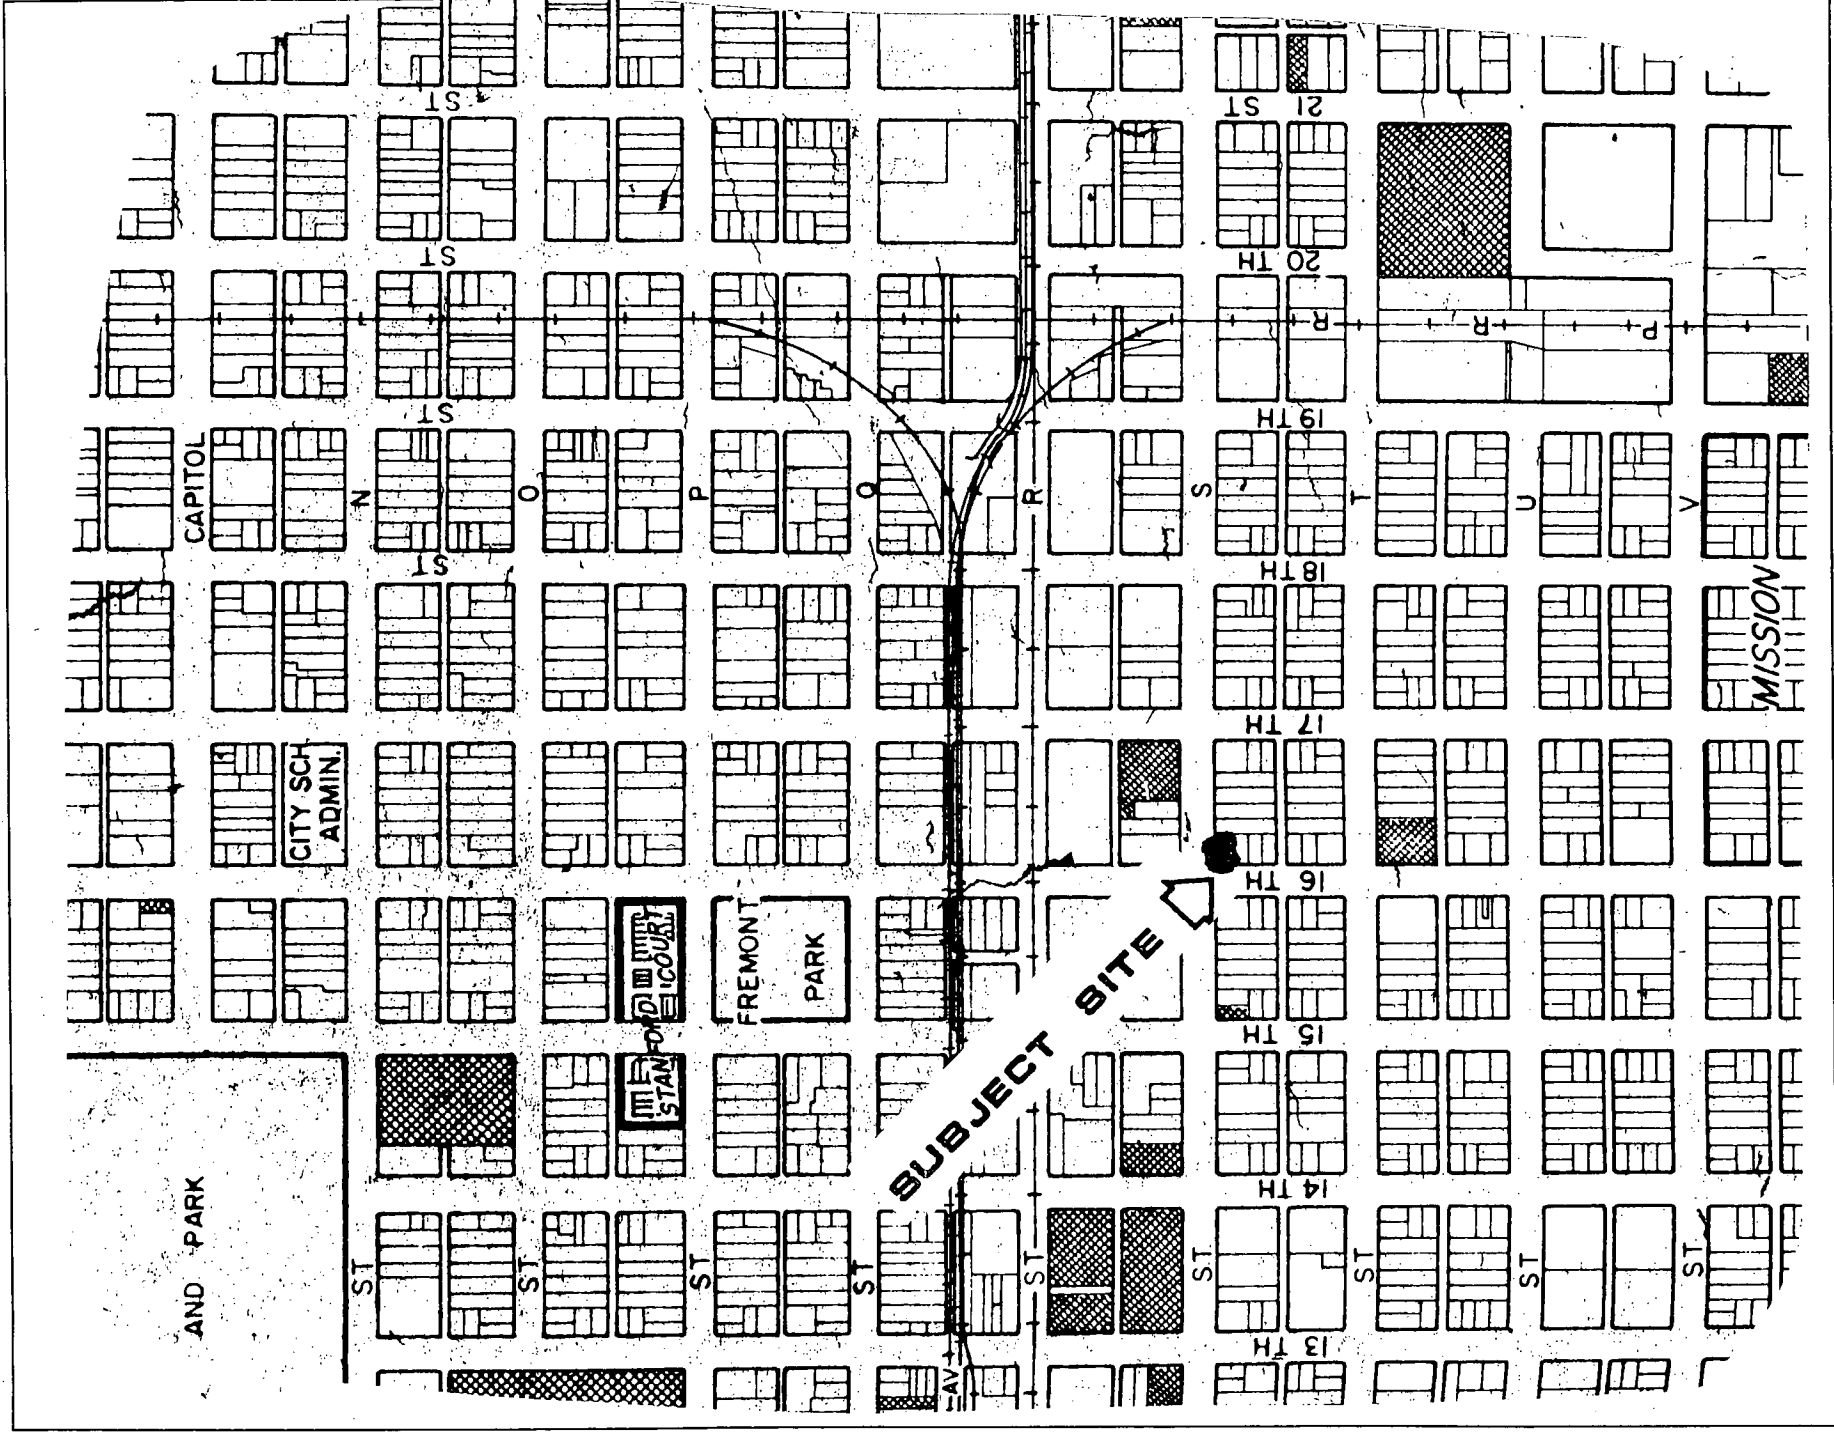 ST
ST
21
ST
20 TH
R
R
P
ST
19 TH
CAPITOL
N
O
P
Q
R
S
T
U
V
ST
18 TH
MISSION
17 TH
CITY SCH.
ADMIN.
16 TH
STANFORD COURT
FREMONT
PARK
SUBJECT SITE
15 TH
14 TH
AND PARK
ST
ST
ST
ST
ST
ST
ST
ST
ST
13 TH
AV